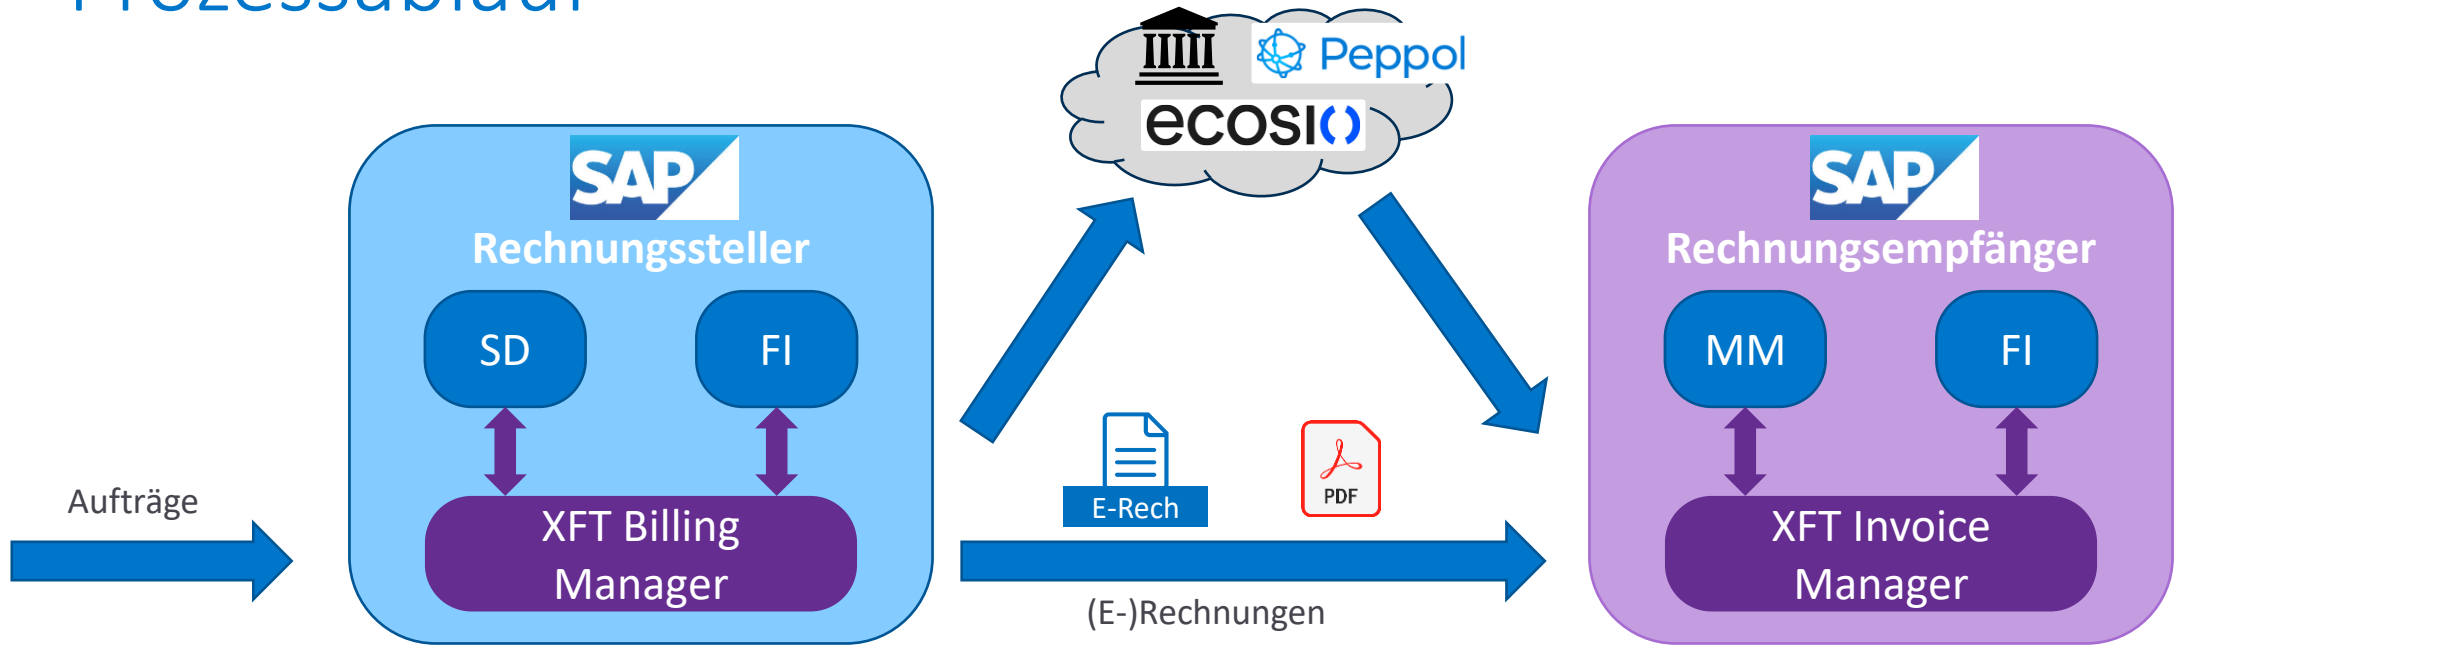 Prozessablauf
Peppol
ecosio
SAP
Rechnungssteller
SD
FI
XFT Billing
Manager
Aufträge
E-Rech
PDF
(E-)Rechnungen
SAP
Rechnungsempfänger
MM
FI
XFT Invoice
Manager